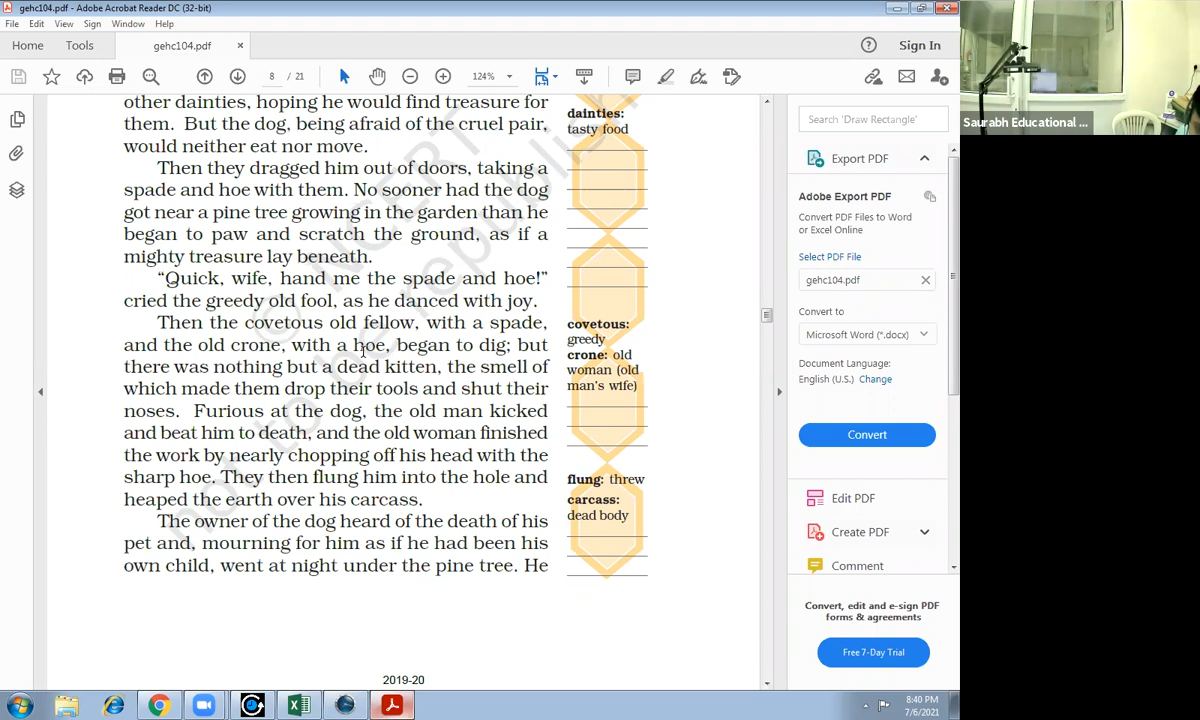 gehc104.pdf - Adobe Acrobat Reader DC (32-bit)
File Edit View Sign Window Help
Home Tools gehc104.pdf × Sign In
8 / 21 124%
other dainties, hoping he would find treasure for
them. But the dog, being afraid of the cruel pair,
would neither eat nor move.
Then they dragged him out of doors, taking a
spade and hoe with them. No sooner had the dog
got near a pine tree growing in the garden than he
began to paw and scratch the ground, as if a
mighty treasure lay beneath.
“Quick, wife, hand me the spade and hoe!”
cried the greedy old fool, as he danced with joy.
Then the covetous old fellow, with a spade,
and the old crone, with a hoe, began to dig; but
there was nothing but a dead kitten, the smell of
which made them drop their tools and shut their
noses. Furious at the dog, the old man kicked
and beat him to death, and the old woman finished
the work by nearly chopping off his head with the
sharp hoe. They then flung him into the hole and
heaped the earth over his carcass.
The owner of the dog heard of the death of his
pet and, mourning for him as if he had been his
own child, went at night under the pine tree. He
dainties:
tasty food
covetous:
greedy
crone: old
woman (old
man’s wife)
flung: threw
carcass:
dead body
© NCERT
not to be republis
2019-20
Search 'Draw Rectangle'
Export PDF
Adobe Export PDF
Convert PDF Files to Word
or Excel Online
Select PDF File
gehc104.pdf
Convert to
Microsoft Word (*.docx)
Document Language:
English (U.S.) Change
Convert
Edit PDF
Create PDF
Comment
Convert, edit and e-sign PDF
forms & agreements
Free 7-Day Trial
Saurabh Educational ...
8:40 PM
7/6/2021